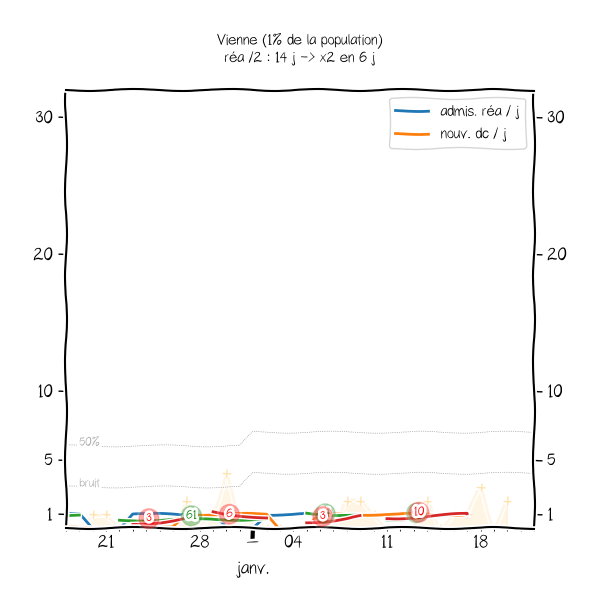 Vienne (1% de la population)
réa /2 : 14 j -> x2 en 6 j
admis. réa / j
nouv. dc / j
30 30
20 20
10 10
50%
5 5
bruit
1 3 61 6 3 10 1
21 28 04 11 18
janv.